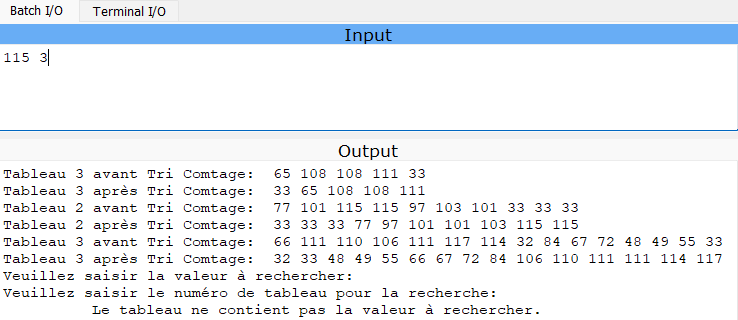 Batch I/O Terminal I/O
Input
115 3
Output
Tableau 3 avant Tri Comtage: 65 108 108 111 33
Tableau 3 après Tri Comtage: 33 65 108 108 111
Tableau 2 avant Tri Comtage: 77 101 115 115 97 103 101 33 33 33
Tableau 2 après Tri Comtage: 33 33 33 77 97 101 101 103 115 115
Tableau 3 avant Tri Comtage: 66 111 110 106 111 117 114 32 84 67 72 48 49 55 33
Tableau 3 après Tri Comtage: 32 33 48 49 55 66 67 72 84 106 110 111 111 114 117
Veuillez saisir la valeur à rechercher:
Veuillez saisir le numéro de tableau pour la recherche:
Le tableau ne contient pas la valeur à rechercher.